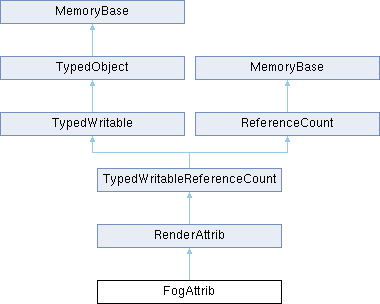 MemoryBase
TypedObject
MemoryBase
TypedWritable
ReferenceCount
TypedWritableReferenceCount
RenderAttrib
FogAttrib